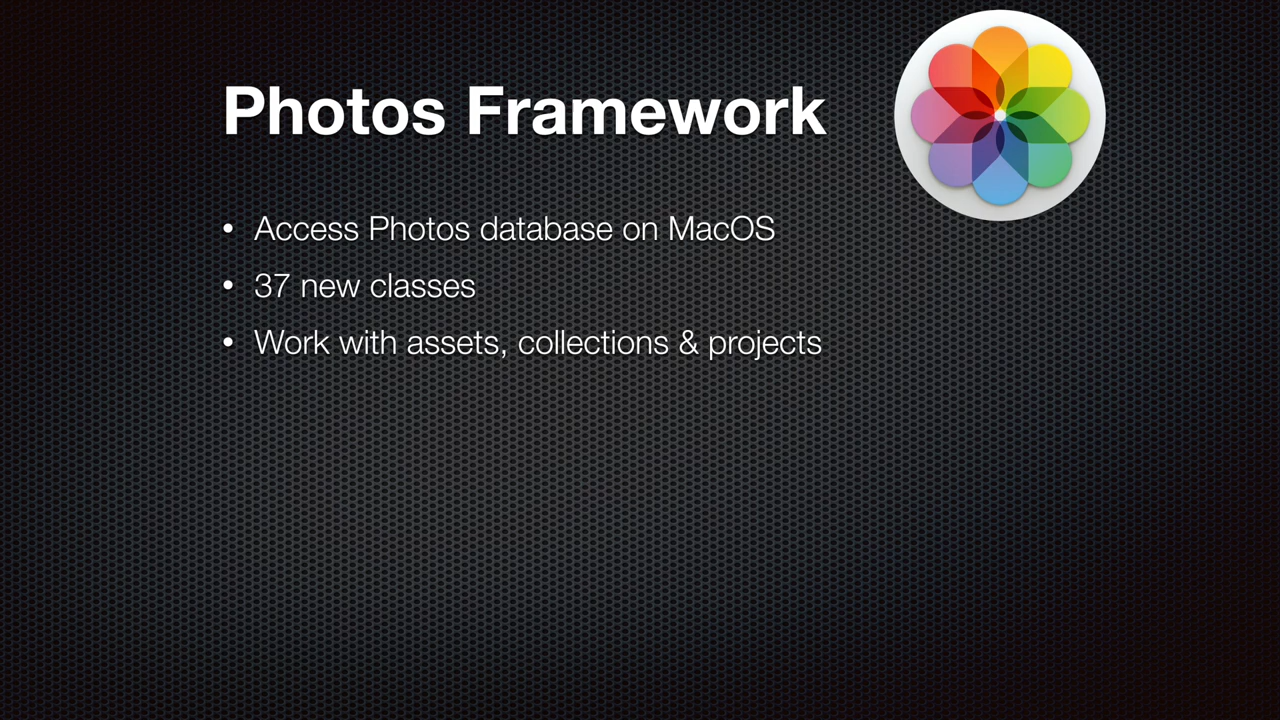 Photos Framework
• Access Photos database on MacOS
• 37 new classes
• Work with assets, collections & projects